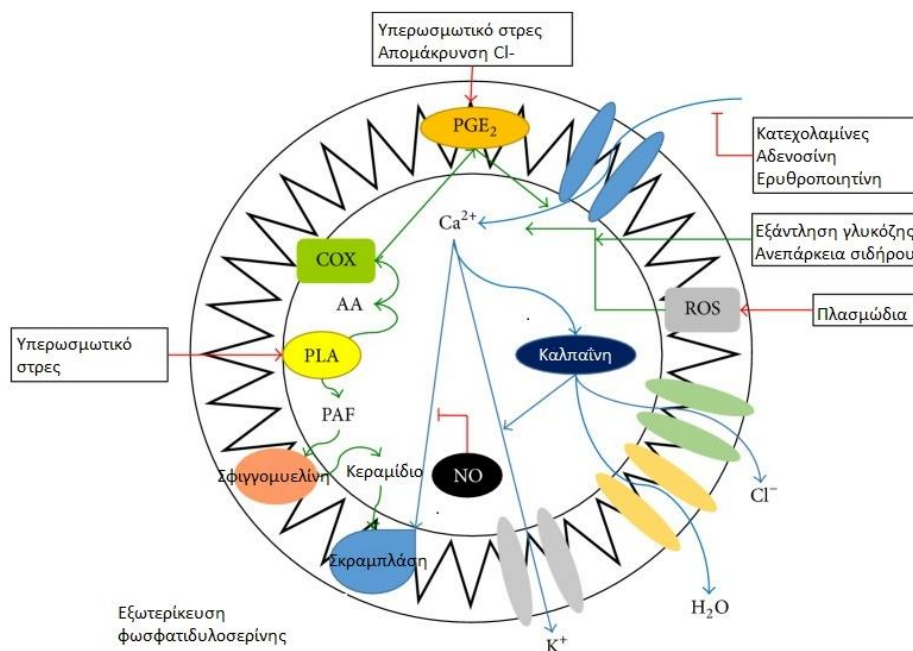 Υπερωσμωτικό στρες
Απομάκρυνση Cl-
PGE₂
Κατεχολαμίνες
Αδενοσίνη
Ερυθροποιητίνη
Ca²⁺
Εξάντληση γλυκόζης
Ανεπάρκεια σιδήρου
COX
AA
ROS
Πλασμώδια
Υπερωσμωτικό
στρες
PLA
Καλπαΐνη
PAF
Σφιγγομυελίνη
Κεραμίδιο
NO
Cl⁻
Σκραμπλάση
H₂O
Εξωτερίκευση
φωσφατιδυλοσερίνης
K⁺